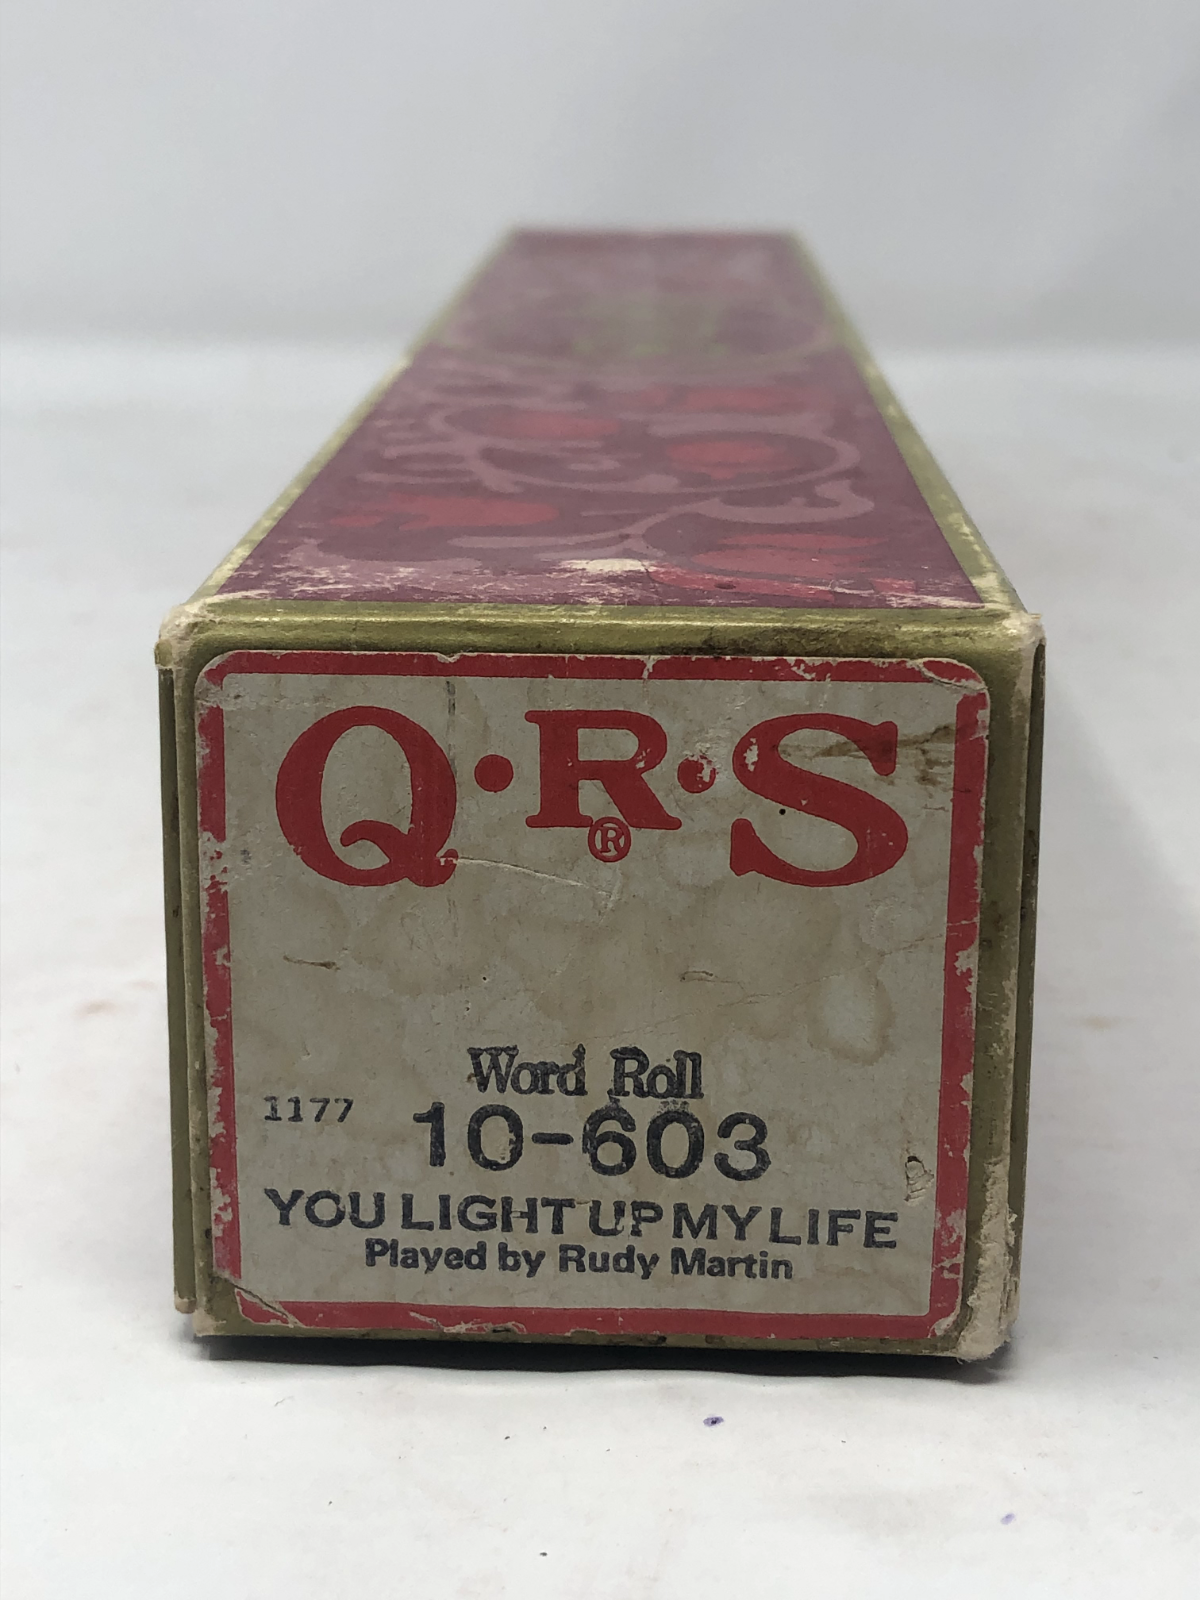 Q·R·S
®
Word Roll
1177 10-603
YOU LIGHT UP MY LIFE
Played by Rudy Martin